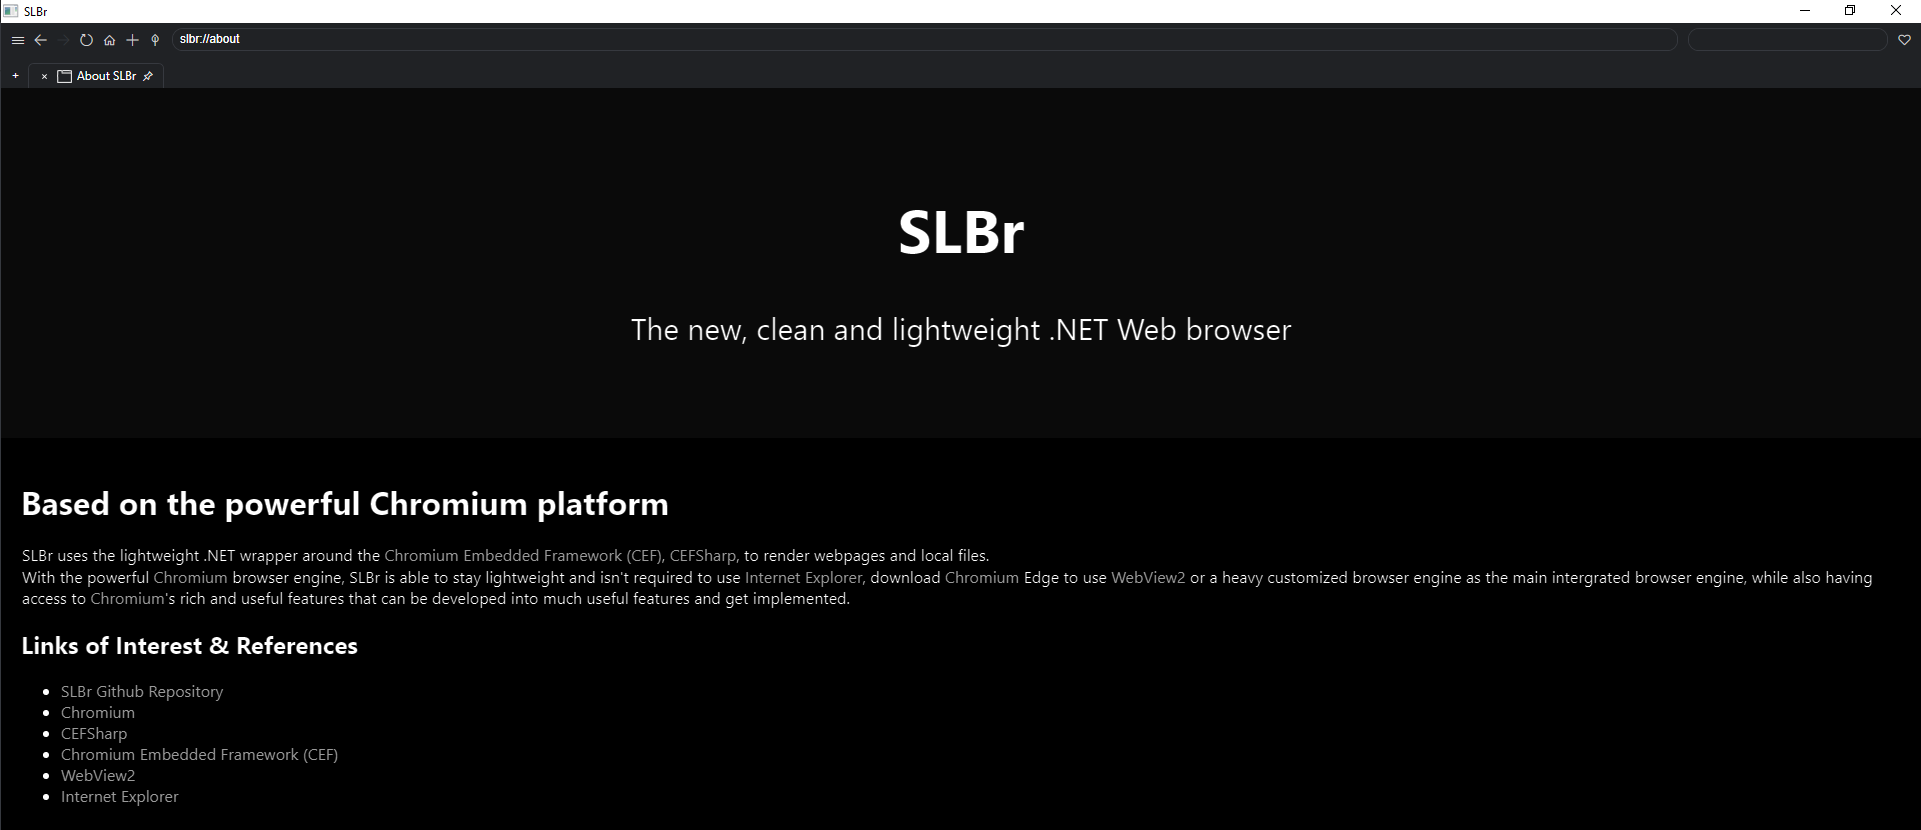 SLBr
slbr://about
About SLBr
SLBr
The new, clean and lightweight .NET Web browser
Based on the powerful Chromium platform
SLBr uses the lightweight .NET wrapper around the Chromium Embedded Framework (CEF), CEFSharp, to render webpages and local files.
With the powerful Chromium browser engine, SLBr is able to stay lightweight and isn't required to use Internet Explorer, download Chromium Edge to use WebView2 or a heavy customized browser engine as the main intergrated browser engine, while also having
access to Chromium's rich and useful features that can be developed into much useful features and get implemented.
Links of Interest & References
SLBr Github Repository
Chromium
CEFSharp
Chromium Embedded Framework (CEF)
WebView2
Internet Explorer